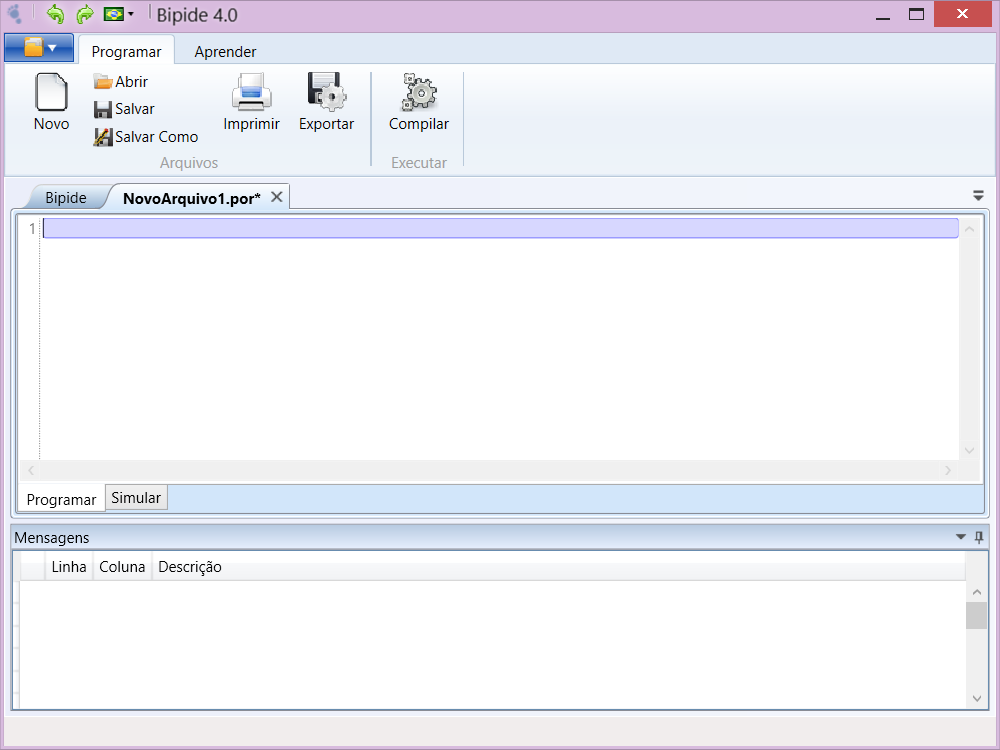 Bipide 4.0
Programar Aprender
Novo
Abrir
Salvar
Salvar Como
Imprimir
Exportar
Compilar
Arquivos
Executar
Bipide NovoArquivo1.por*
1
Programar Simular
Mensagens
Linha Coluna Descrição